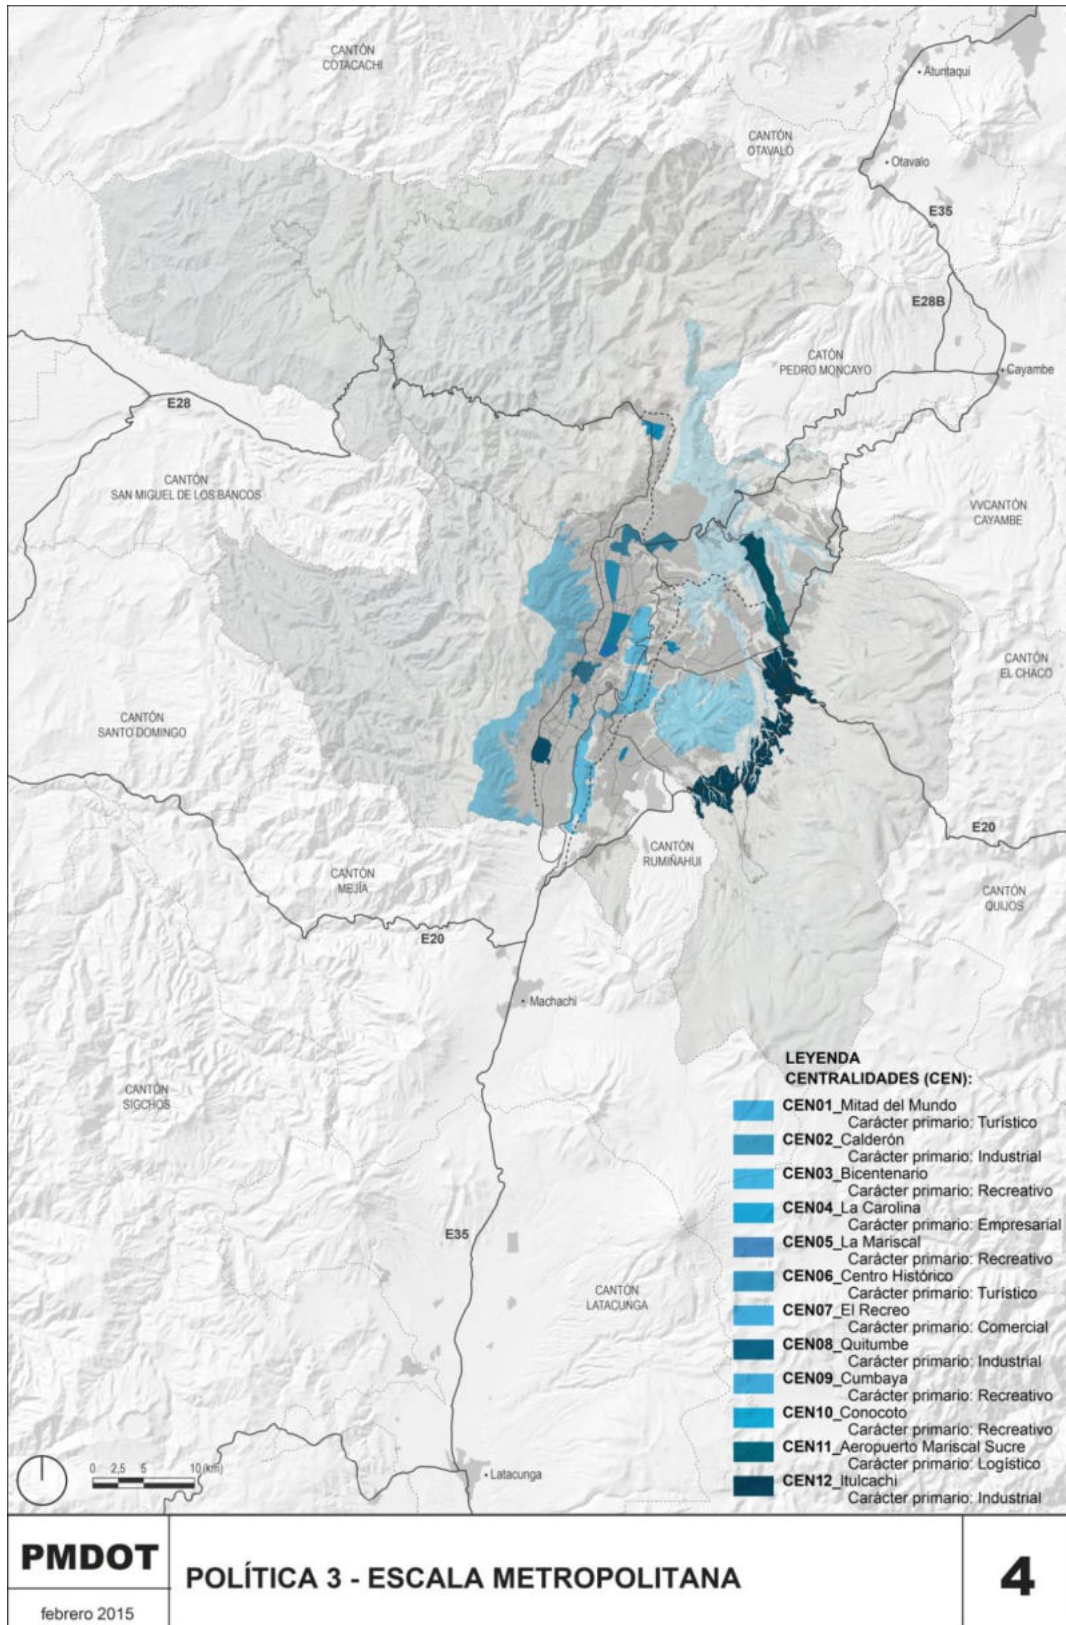 CANTÓN
COTACACHI
Atuntaqui
CANTÓN
OTAVALO
Otavalo
E35
E28B
CATÓN
PEDRO MONCAYO
Cayambe
E28
CANTÓN
SAN MIGUEL DE LOS BANCOS
VVCANTÓN
CAYAMBE
CANTÓN
EL CHACO
CANTÓN
SANTO DOMINGO
E20
CANTÓN
RUMIÑAHUI
CANTÓN
MEJÍA
CANTÓN
QUIJOS
E20
Machachi
CANTÓN
SIGCHOS
E35
CANTÓN
LATACUNGA
Latacunga
LEYENDA
CENTRALIDADES (CEN):
CEN01_Mitad del Mundo
Carácter primario: Turístico
CEN02_Calderón
Carácter primario: Industrial
CEN03_Bicentenario
Carácter primario: Recreativo
CEN04_La Carolina
Carácter primario: Empresarial
CEN05_La Mariscal
Carácter primario: Recreativo
CEN06_Centro Histórico
Carácter primario: Turístico
CEN07_El Recreo
Carácter primario: Comercial
CEN08_Quitumbe
Carácter primario: Industrial
CEN09_Cumbaya
Carácter primario: Recreativo
CEN10_Conocoto
Carácter primario: Recreativo
CEN11_Aeropuerto Mariscal Sucre
Carácter primario: Logístico
CEN12_Itulcachi
Carácter primario: Industrial
0 2,5 5 10 (km)
PMDOT
febrero 2015
POLÍTICA 3 - ESCALA METROPOLITANA
4